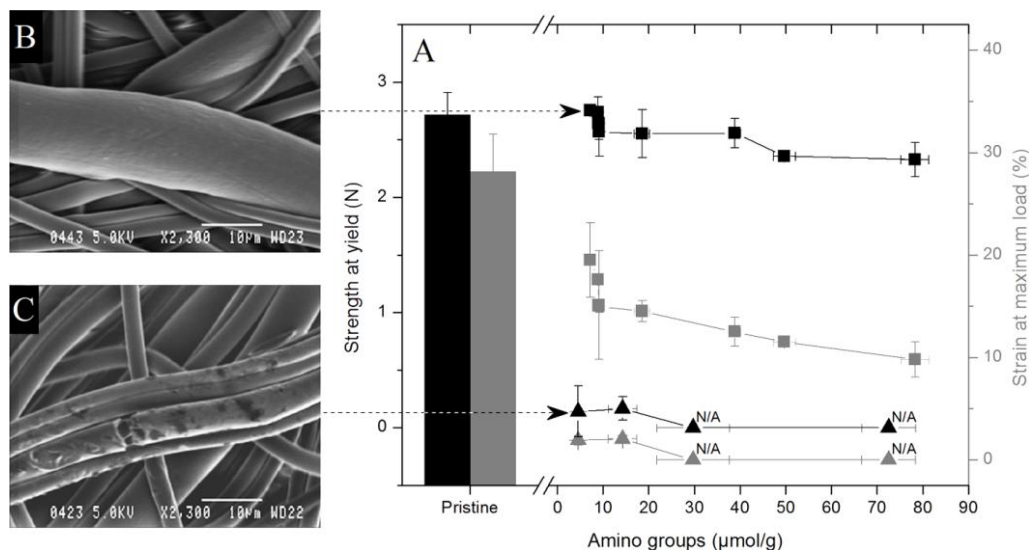 B
0443 5.0KV X2,300 10μm WD23
C
0423 5.0KV X2,300 10μm WD22
A
Strength at yield (N)
3
2
1
0
Strain at maximum load (%)
40
30
20
10
0
N/A
N/A
N/A
N/A
Pristine
0 10 20 30 40 50 60 70 80 90
Amino groups (μmol/g)